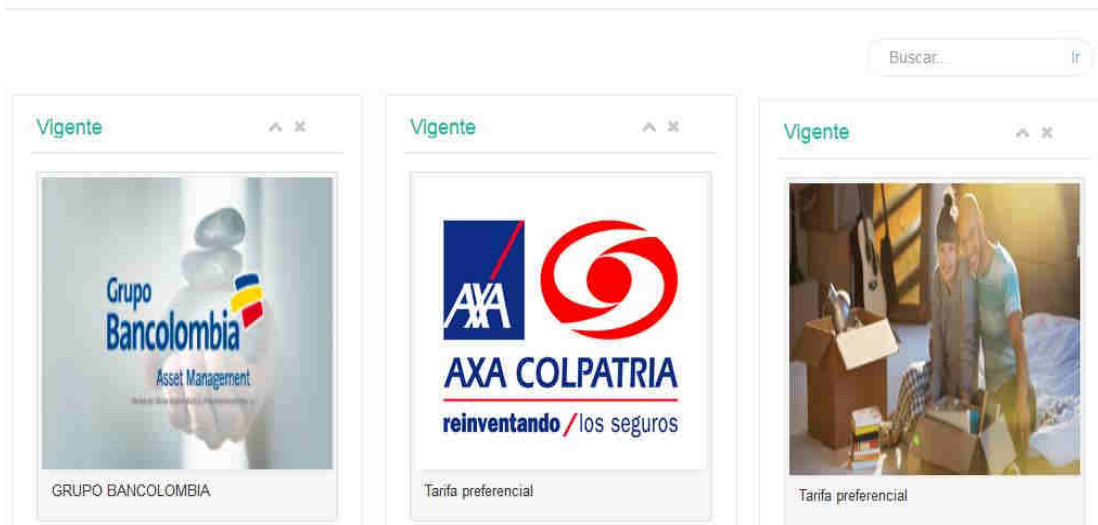 Buscar...
Ir
Vigente
Vigente
Vigente
Grupo
Bancolombia
Asset Management
AXA
AXA COLPATRIA
reinventando/los seguros
GRUPO BANCOLOMBIA
Tarifa preferencial
Tarifa preferencial